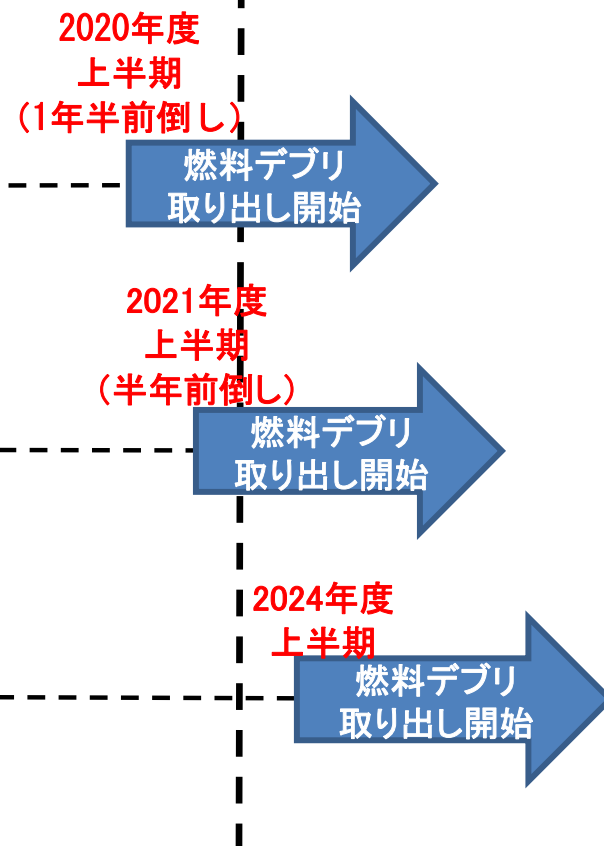 2020年度
上半期
（1年半前倒し）
燃料デブリ
取り出し開始
2021年度
上半期
（半年前倒し）
燃料デブリ
取り出し開始
2024年度
上半期
燃料デブリ
取り出し開始